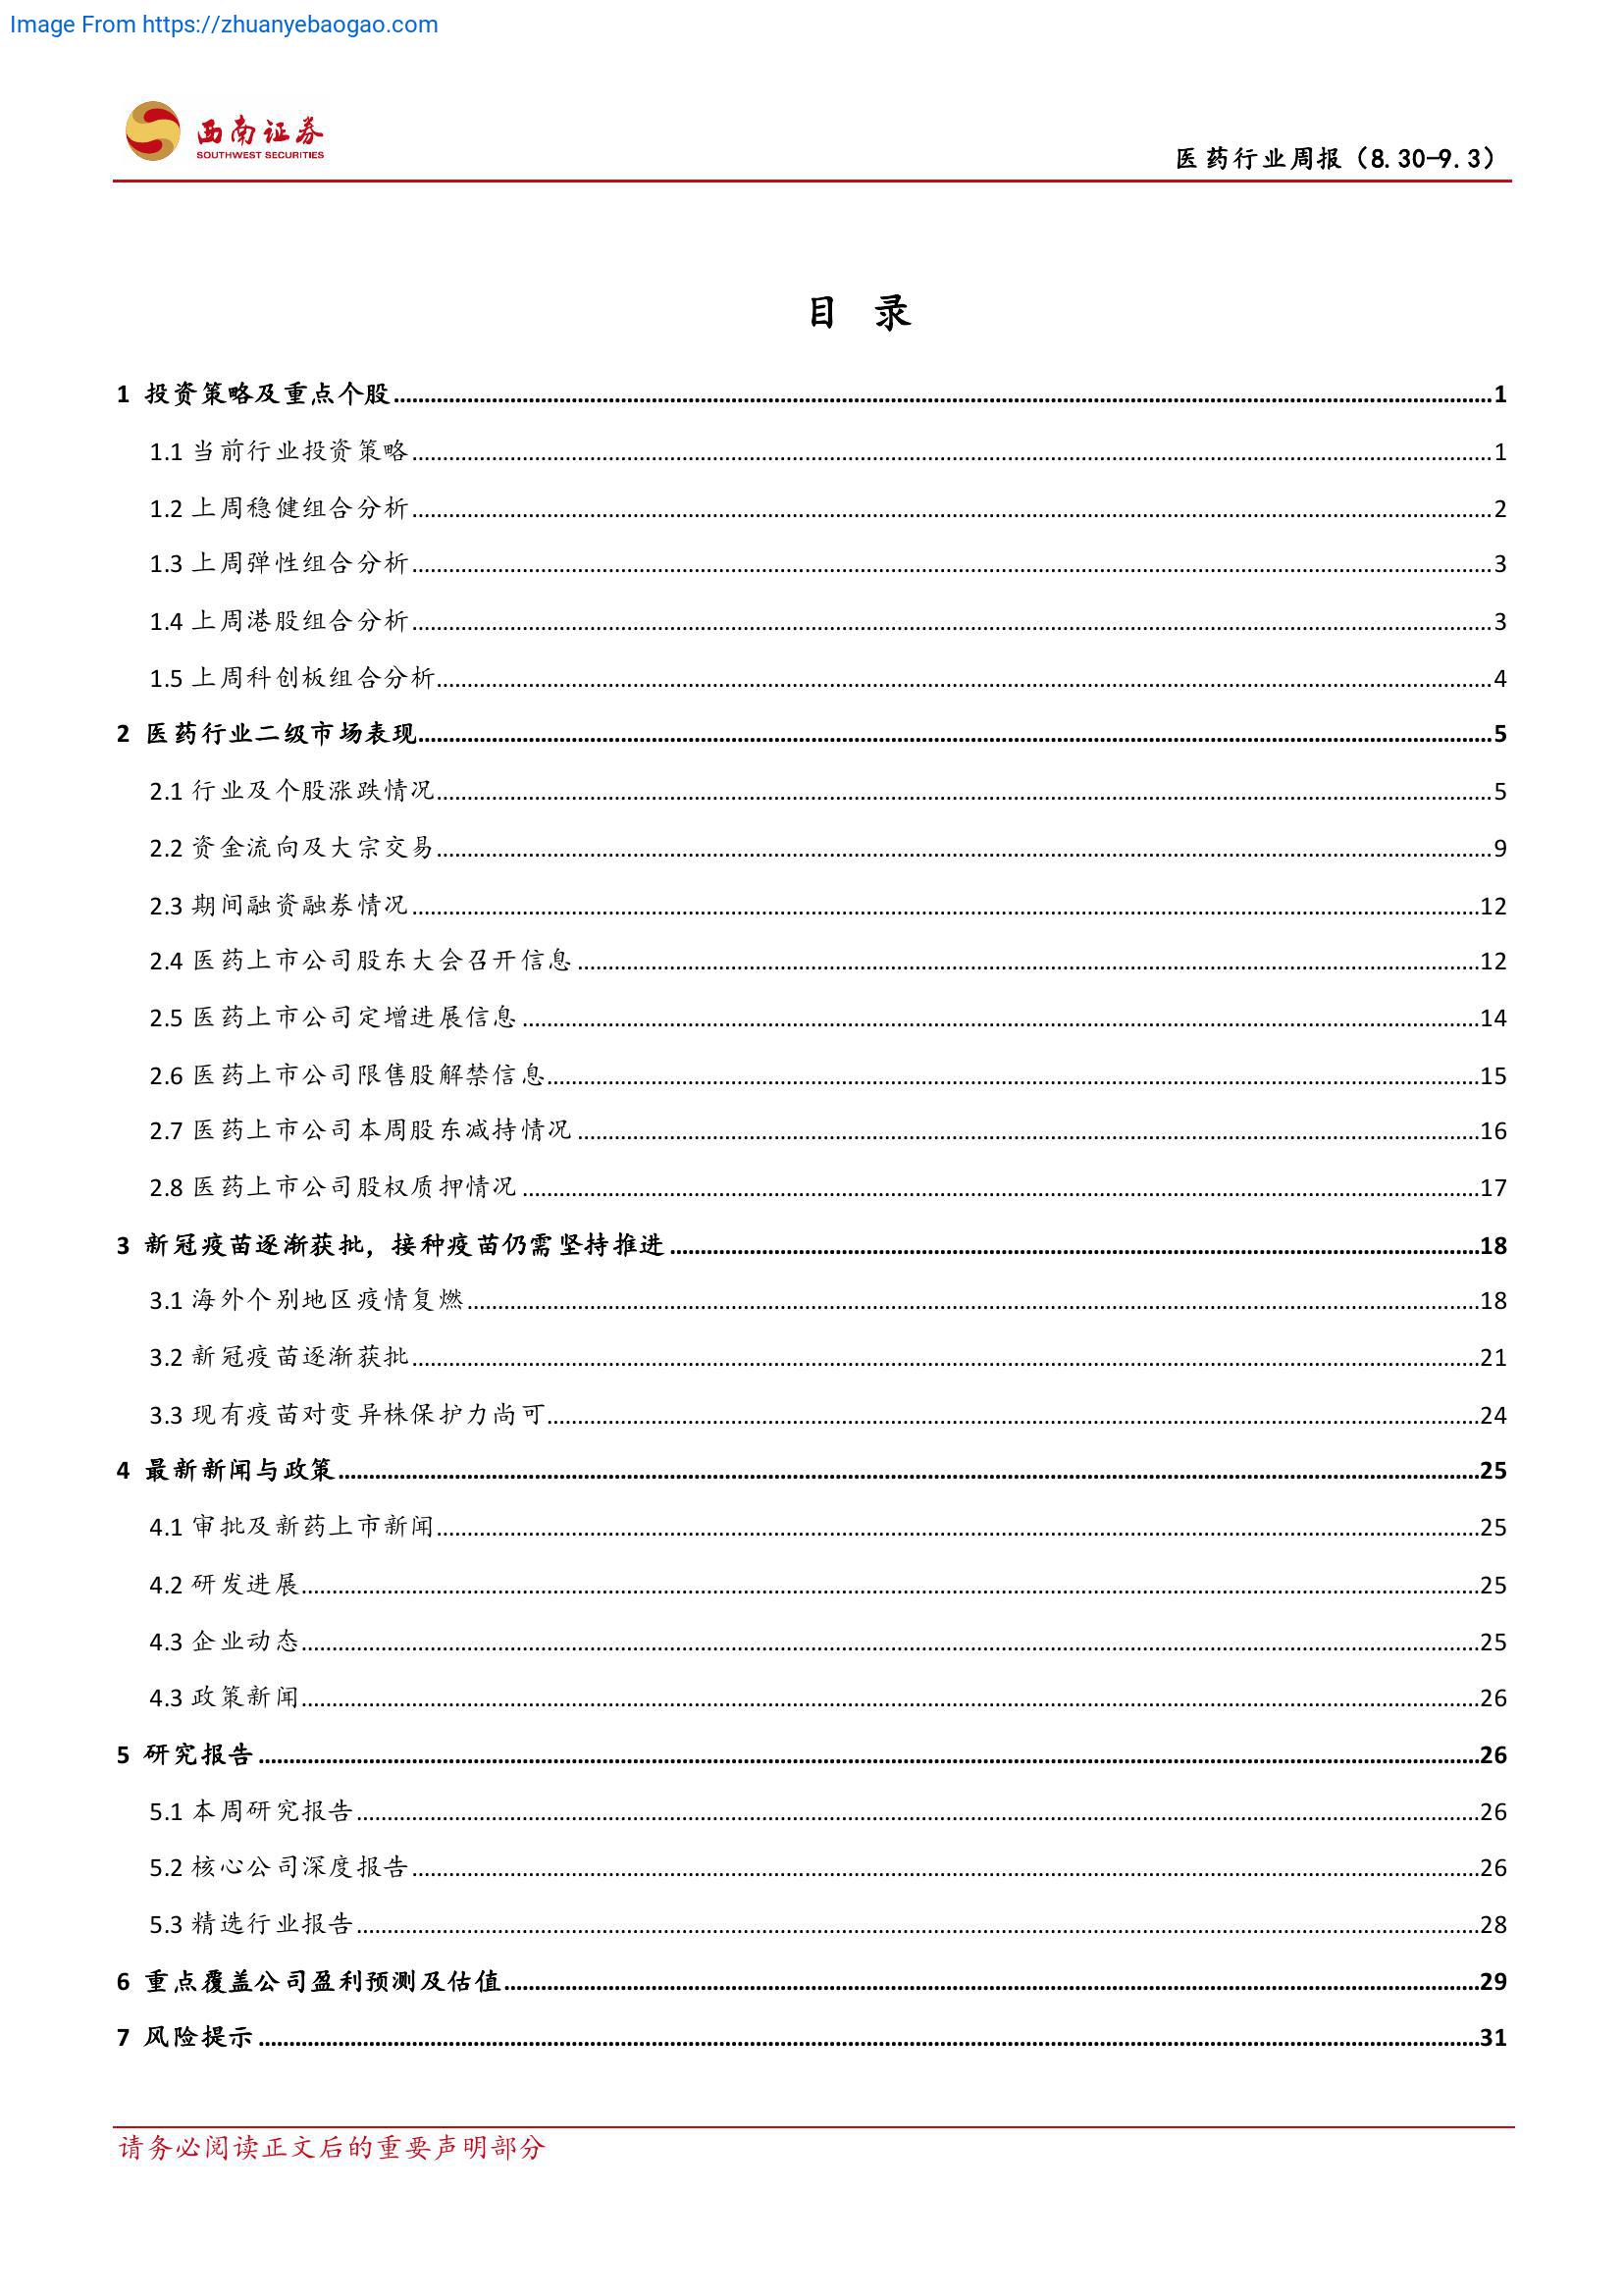 Image From https://zhuanyebaogao.com
西南证券
SOUTHWEST SECURITIES
医药行业周报（8.30-9.3）
目 录
1 投资策略及重点个股 1
1.1 当前行业投资策略 1
1.2 上周稳健组合分析 2
1.3 上周弹性组合分析 3
1.4 上周港股组合分析 3
1.5 上周科创板组合分析 4
2 医药行业二级市场表现 5
2.1 行业及个股涨跌情况 5
2.2 资金流向及大宗交易 9
2.3 期间融资融券情况 12
2.4 医药上市公司股东大会召开信息 12
2.5 医药上市公司定增进展信息 14
2.6 医药上市公司限售股解禁信息 15
2.7 医药上市公司本周股东减持情况 16
2.8 医药上市公司股权质押情况 17
3 新冠疫苗逐渐获批，接种疫苗仍需坚持推进 18
3.1 海外个别地区疫情复燃 18
3.2 新冠疫苗逐渐获批 21
3.3 现有疫苗对变异株保护力尚可 24
4 最新新闻与政策 25
4.1 审批及新药上市新闻 25
4.2 研发进展 25
4.3 企业动态 25
4.3 政策新闻 26
5 研究报告 26
5.1 本周研究报告 26
5.2 核心公司深度报告 26
5.3 精选行业报告 28
6 重点覆盖公司盈利预测及估值 29
7 风险提示 31
请务必阅读正文后的重要声明部分